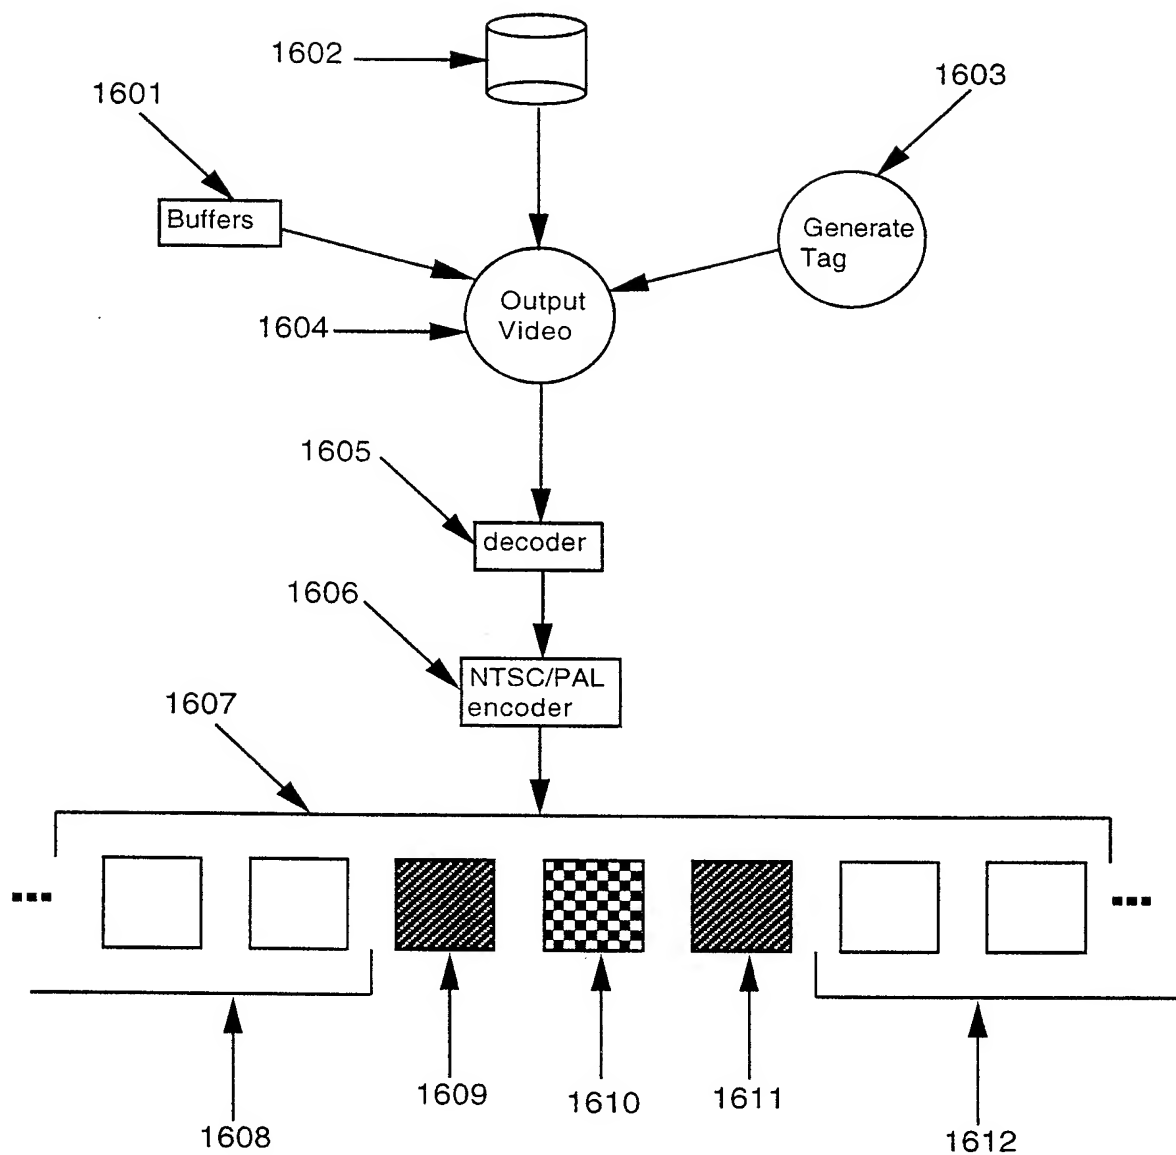 1602
1603
1601
Buffers
Generate
Tag
Output
Video
1604
1605
decoder
1606
NTSC/PAL
encoder
1607
1609
1610
1611
1608
1612